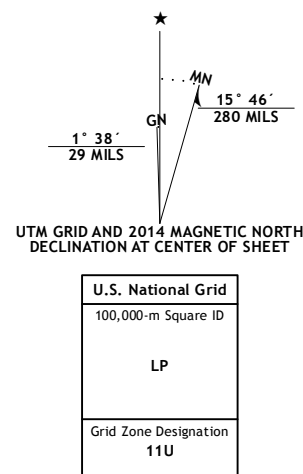 ★
MN
GN
1° 38´
29 MILS
15° 46´
280 MILS
UTM GRID AND 2014 MAGNETIC NORTH
DECLINATION AT CENTER OF SHEET
U.S. National Grid
100,000-m Square ID
LP
Grid Zone Designation
11U